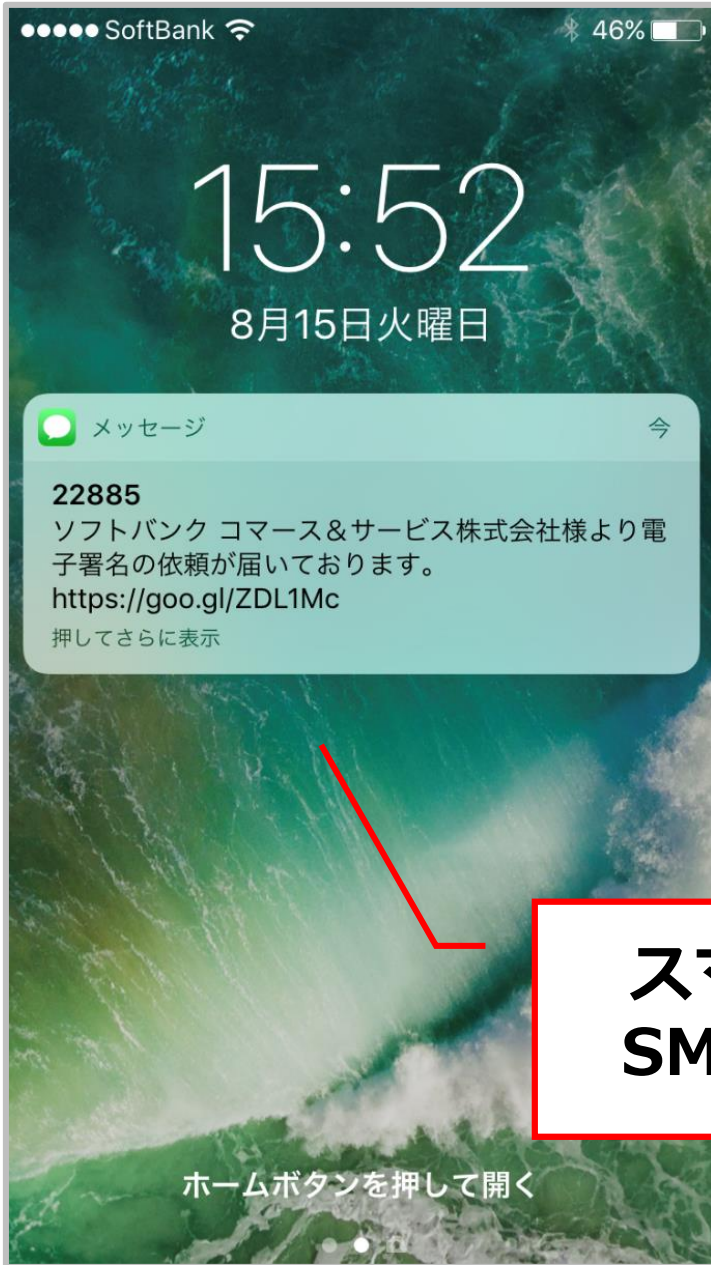 SoftBank
46%
15:52
8月15日火曜日
メッセージ
今
22885
ソフトバンク コマース＆サービス株式会社様より電
子署名の依頼が届いております。
https://goo.gl/ZDL1Mc
押してさらに表示
スマ
SM
ホームボタンを押して開く